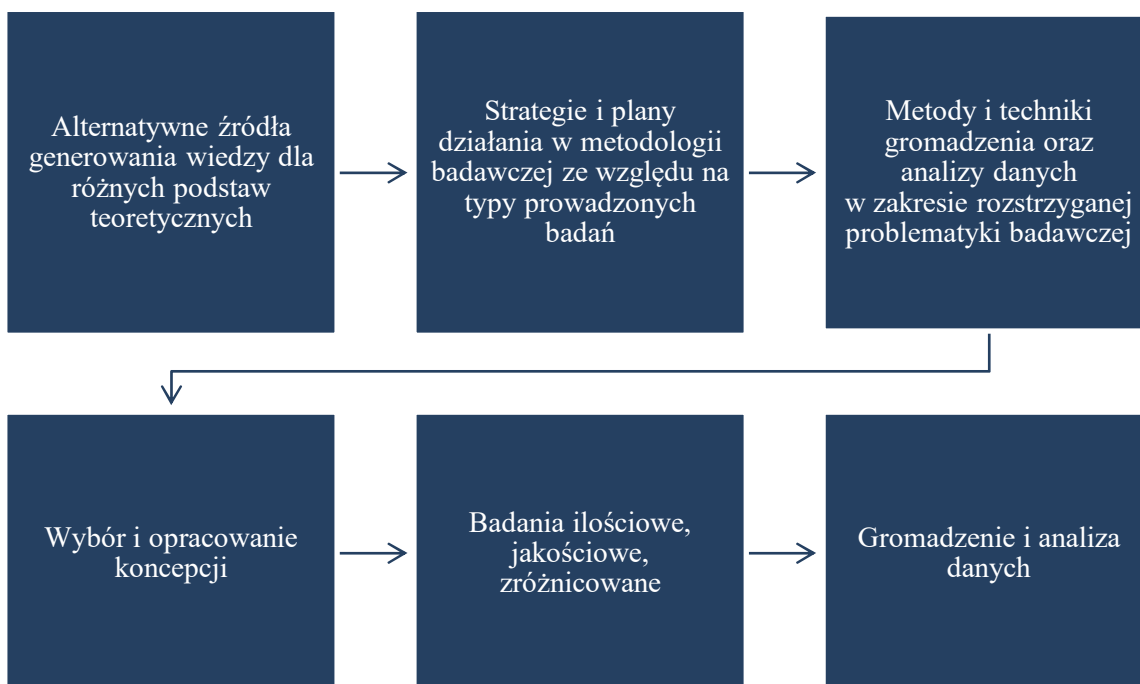 Alternatywne źródła
generowania wiedzy dla
różnych podstaw
teoretycznych
Strategie i plany
działania w metodologii
badawczej ze względu na
typy prowadzonych
badań
Metody i techniki
gromadzenia oraz
analizy danych
w zakresie rozstrzyganej
problematyki badawczej
Wybór i opracowanie
koncepcji
Badania ilościowe,
jakościowe,
zróżnicowane
Gromadzenie i analiza
danych